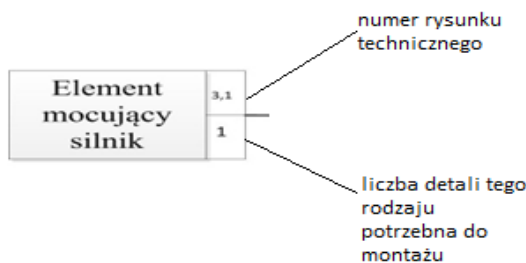 numer rysunku
technicznego
Element
mocujący
silnik
3,1
1
liczba detali tego
rodzaju
potrzebna do
montażu